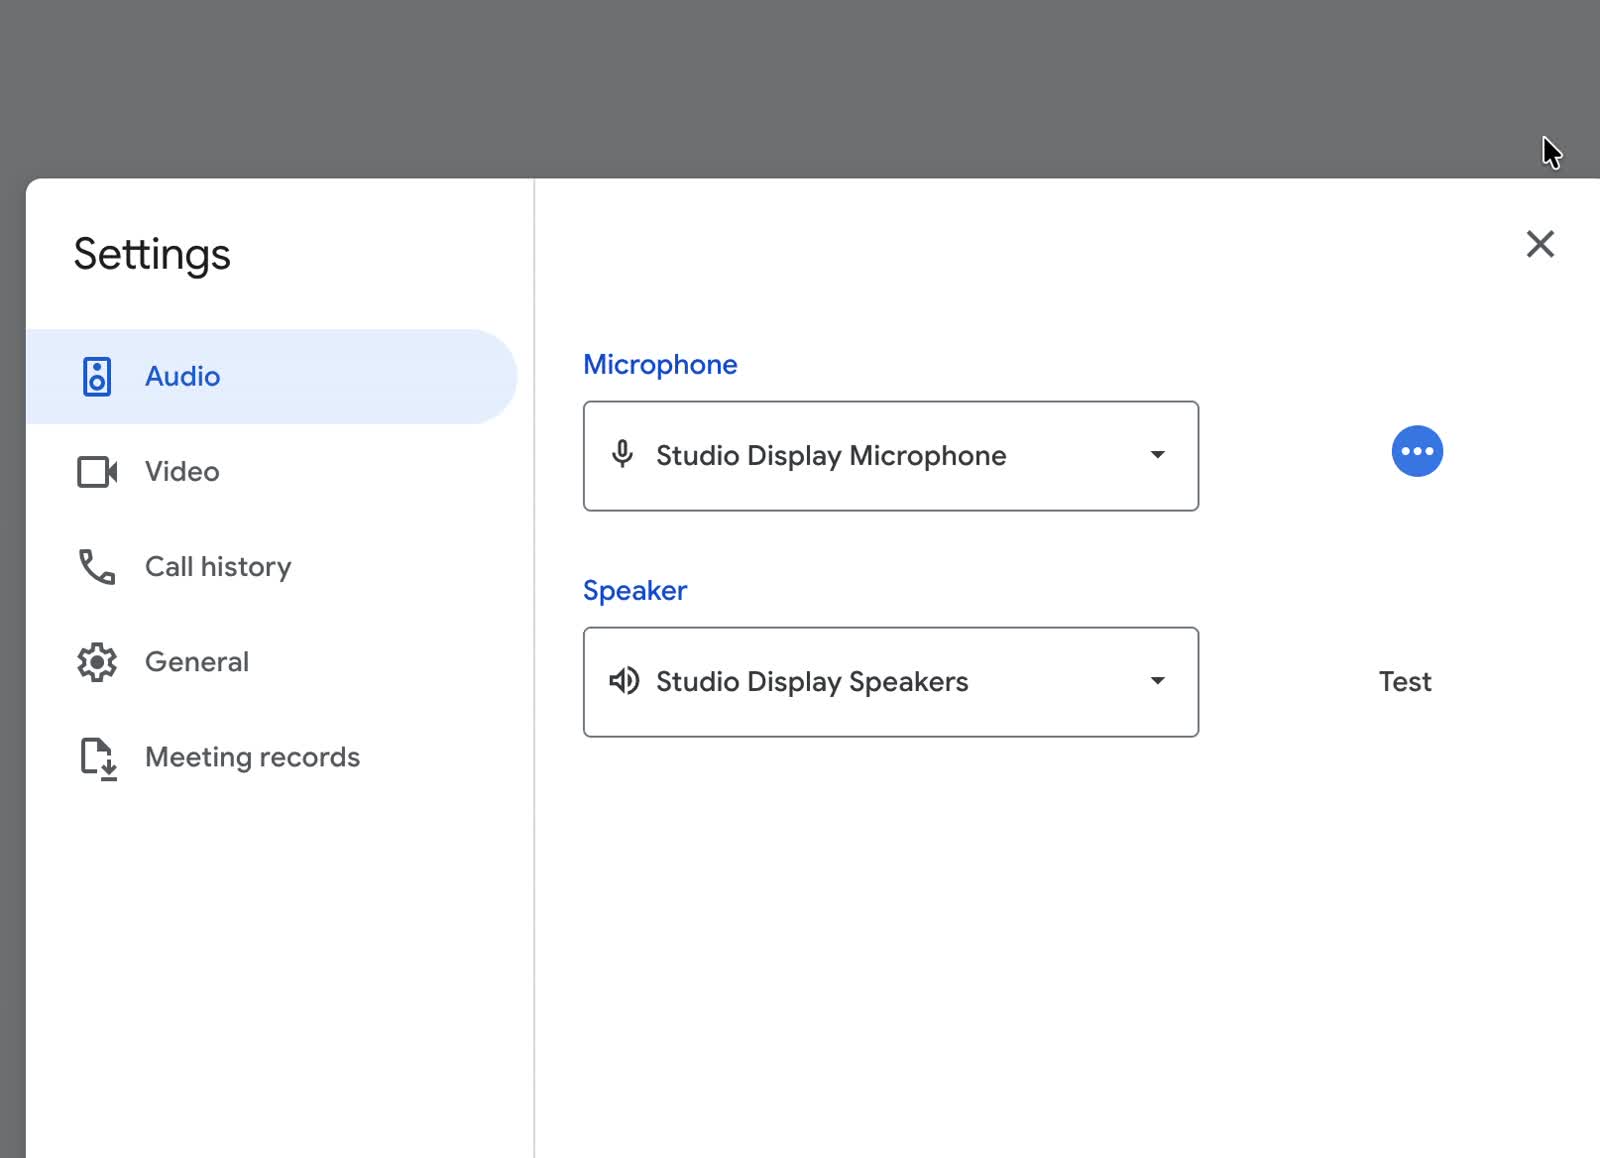 Settings
Audio
Video
Call history
General
Meeting records
Microphone
Studio Display Microphone
Speaker
Studio Display Speakers
Test